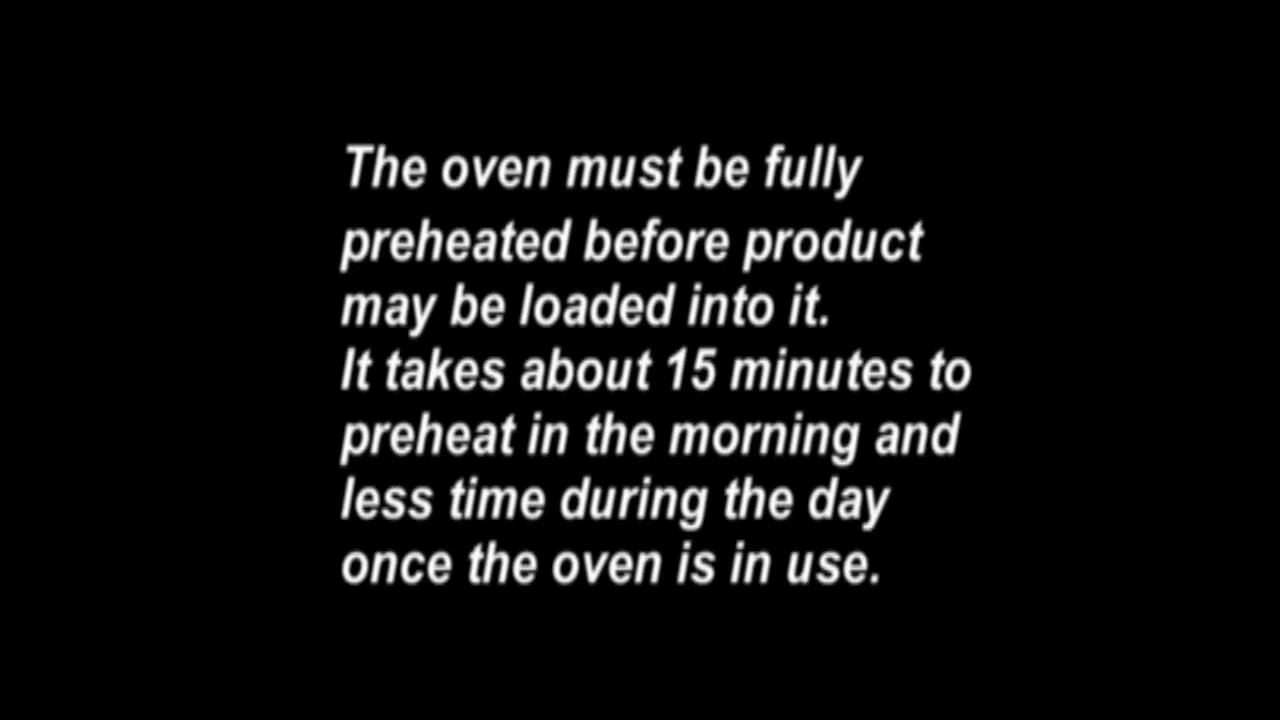 The oven must be fully
preheated before product
may be loaded into it.
It takes about 15 minutes to
preheat in the morning and
less time during the day
once the oven is in use.